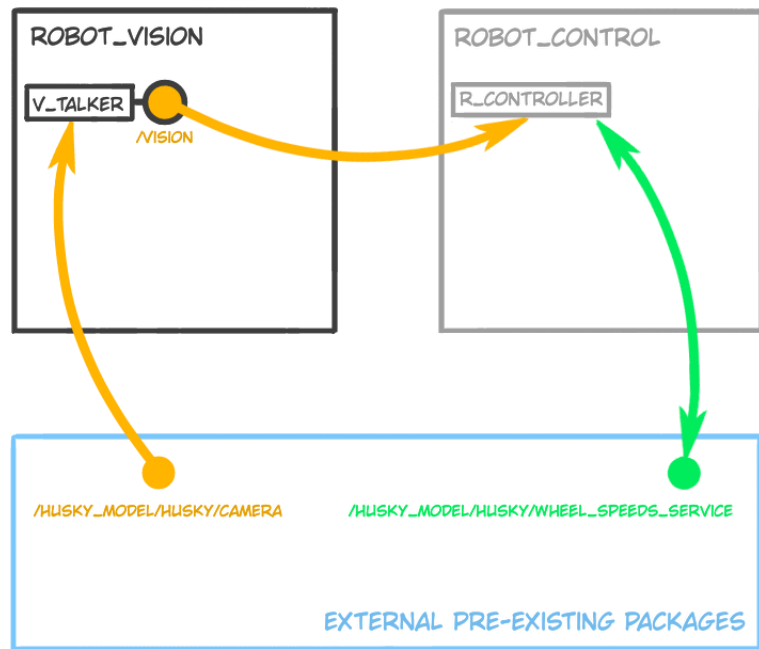 ROBOT_VISION
ROBOT_CONTROL
V_TALKER
R_CONTROLLER
/VISION
/HUSKY_MODEL/HUSKY/CAMERA
/HUSKY_MODEL/HUSKY/WHEEL_SPEEDS_SERVICE
EXTERNAL PRE-EXISTING PACKAGES